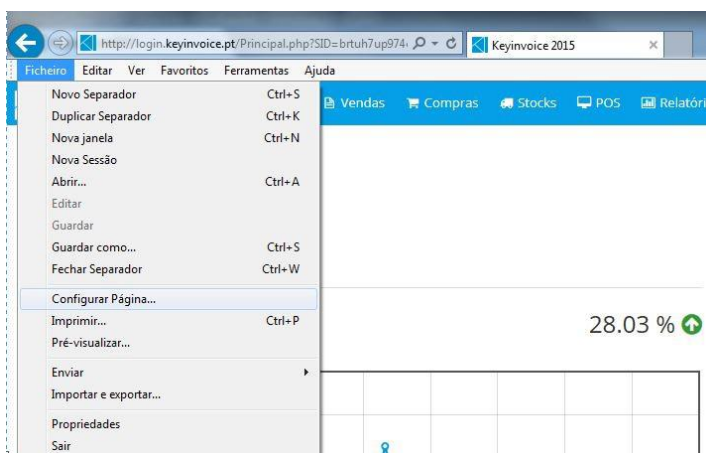 http://login.keyinvoice.pt/Principal.php?SID=brtuh7up974
Keyinvoice 2015
Ficheiro Editar Ver Favoritos Ferramentas Ajuda
Vendas Compras Stocks POS Relatóri
Novo Separador Ctrl+S
Duplicar Separador Ctrl+K
Nova janela Ctrl+N
Nova Sessão
Abrir... Ctrl+A
Editar
Guardar
Guardar como... Ctrl+S
Fechar Separador Ctrl+W
Configurar Página...
Imprimir... Ctrl+P
Pré-visualizar...
Enviar
Importar e exportar...
Propriedades
Sair
28.03 %